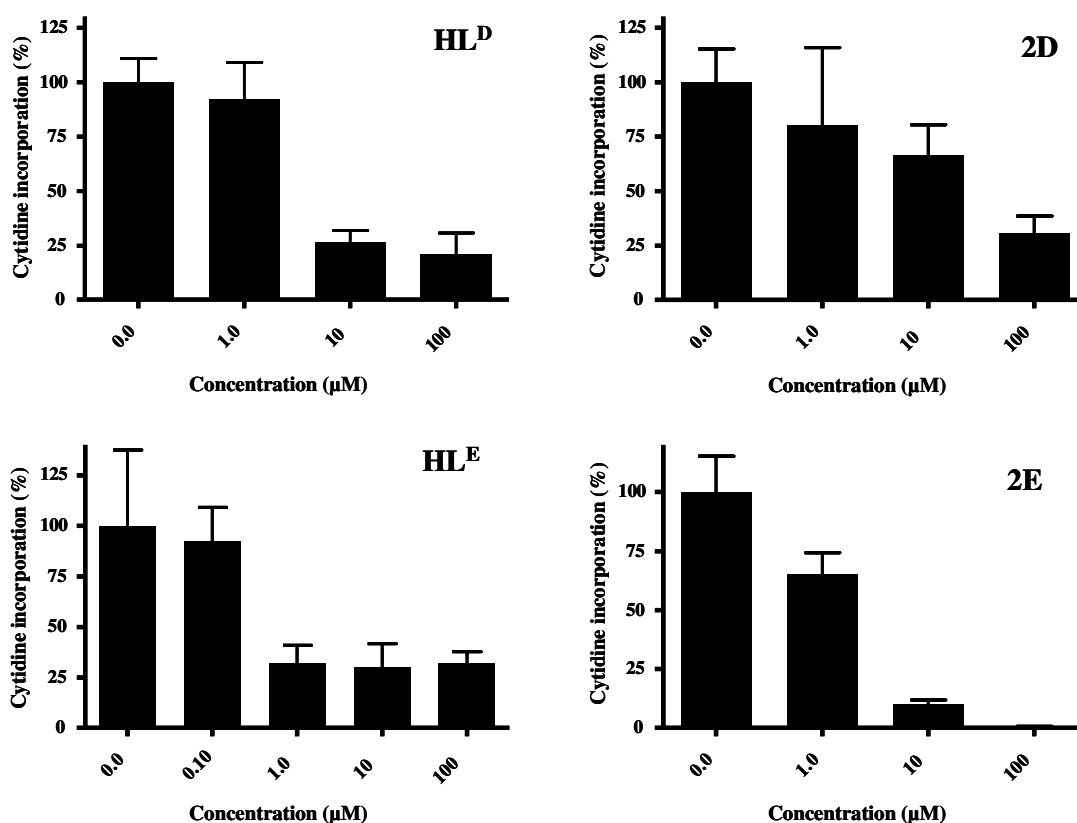 HL^D
Cytidine incorporation (%)
125
100
75
50
25
0
0.0 1.0 10 100
Concentration (µM)
2D
Cytidine incorporation (%)
125
100
75
50
25
0
0.0 1.0 10 100
Concentration (µM)
HL^E
Cytidine incorporation (%)
125
100
75
50
25
0
0.0 0.10 1.0 10 100
Concentration (µM)
2E
Cytidine incorporation (%)
100
75
50
25
0
0.0 1.0 10 100
Concentration (µM)